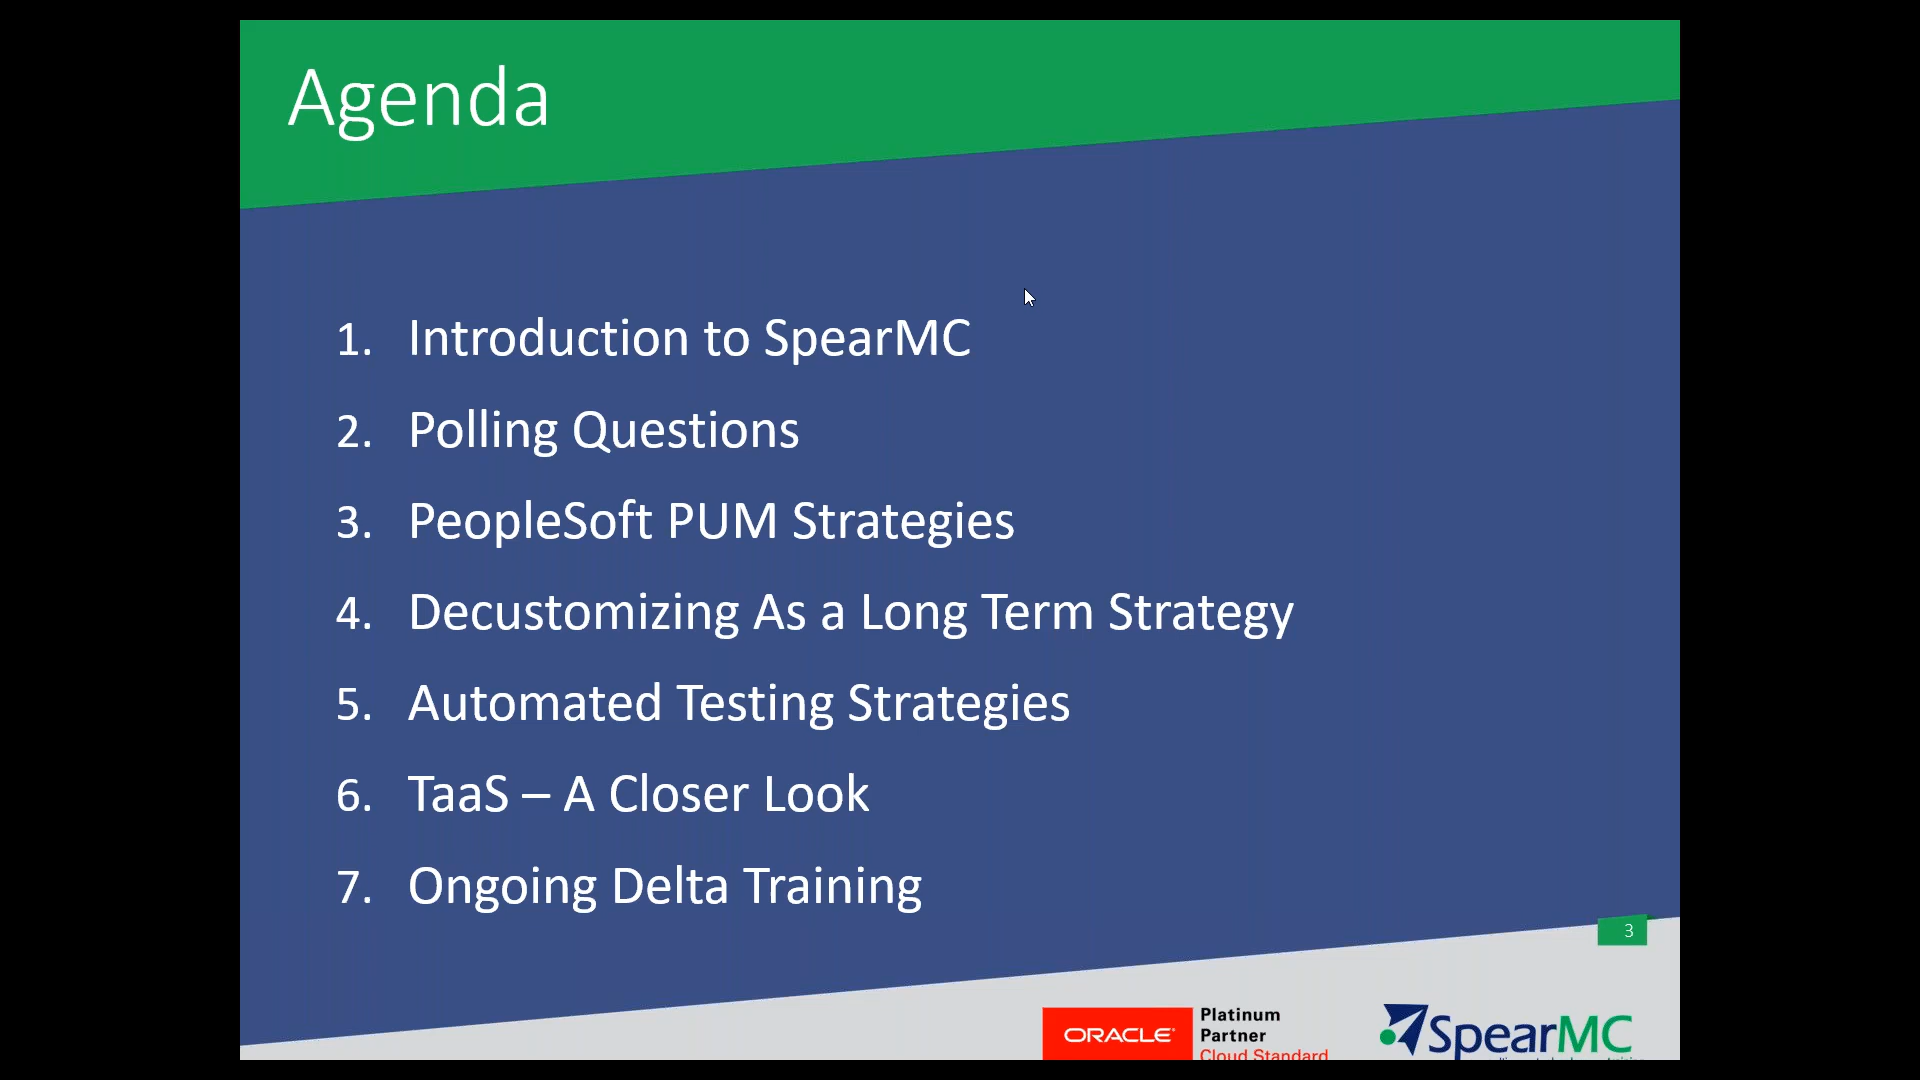 Agenda
1. Introduction to SpearMC
2. Polling Questions
3. PeopleSoft PUM Strategies
4. Decustomizing As a Long Term Strategy
5. Automated Testing Strategies
6. TaaS – A Closer Look
7. Ongoing Delta Training
3
ORACLE
Platinum
Partner
Cloud Standard
SpearMC